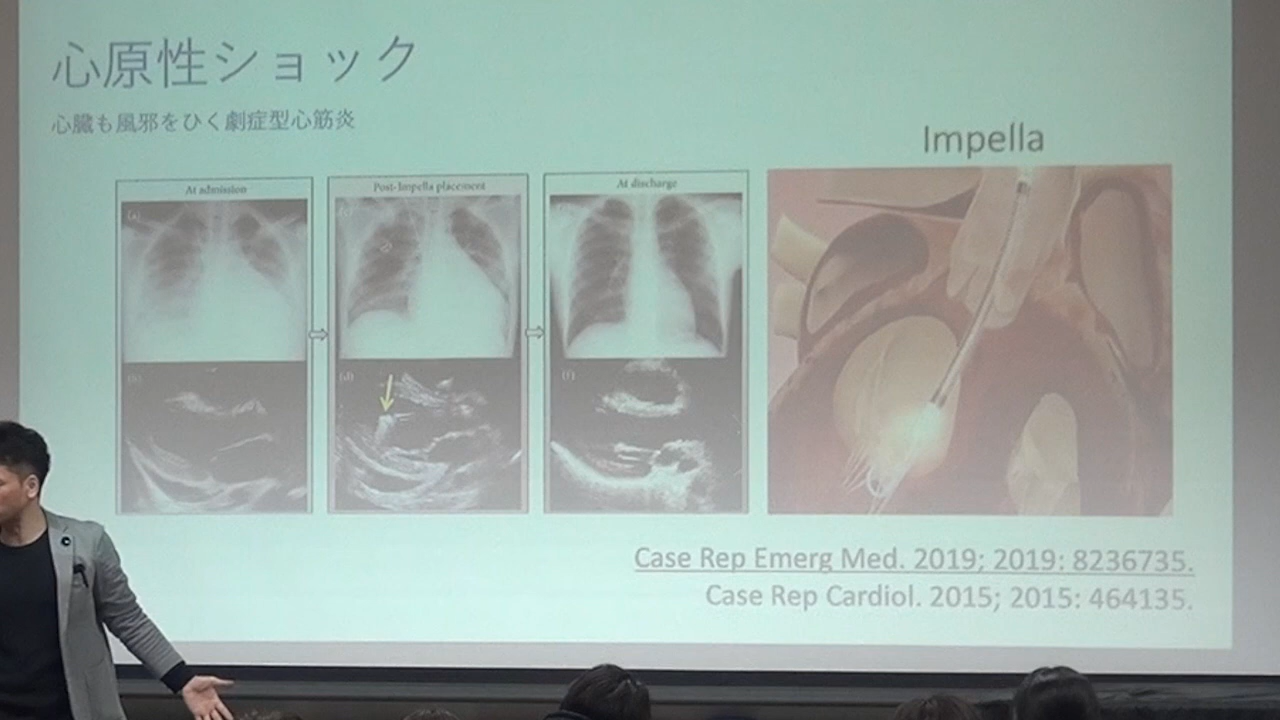 心原性ショック
心臓も風邪をひく劇症型心筋炎
Impella
At admission
Post-Impella placement
At discharge
(a)
(c)
(b)
(d)
(f)
Case Rep Emerg Med. 2019; 2019: 8236735.
Case Rep Cardiol. 2015; 2015: 464135.